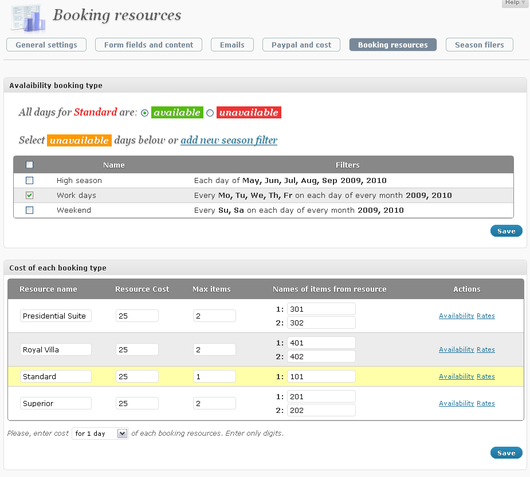 Help
Booking resources
General settings Form fields and content Emails Paypal and cost Booking resources Season filers
Avalaibility booking type
All days for Standard are: available unavailable
Select unavailable days below or add new season filter
Name Filters
High season Each day of May, Jun, Jul, Aug, Sep 2009, 2010
Work days Every Mo, Tu, We, Th, Fr on each day of every month 2009, 2010
Weekend Every Su, Sa on each day of every month 2009, 2010
Save
Cost of each booking type
Resource name Resource Cost Max items Names of items from resource Actions
Presidential Suite 25 2 1: 301 Availability Rates
2: 302
Royal Villa 25 2 1: 401 Availability Rates
2: 402
Standard 25 1 1: 101 Availability Rates
Superior 25 2 1: 201 Availability Rates
2: 202
Please, enter cost for 1 day of each booking resources. Enter only digits.
Save